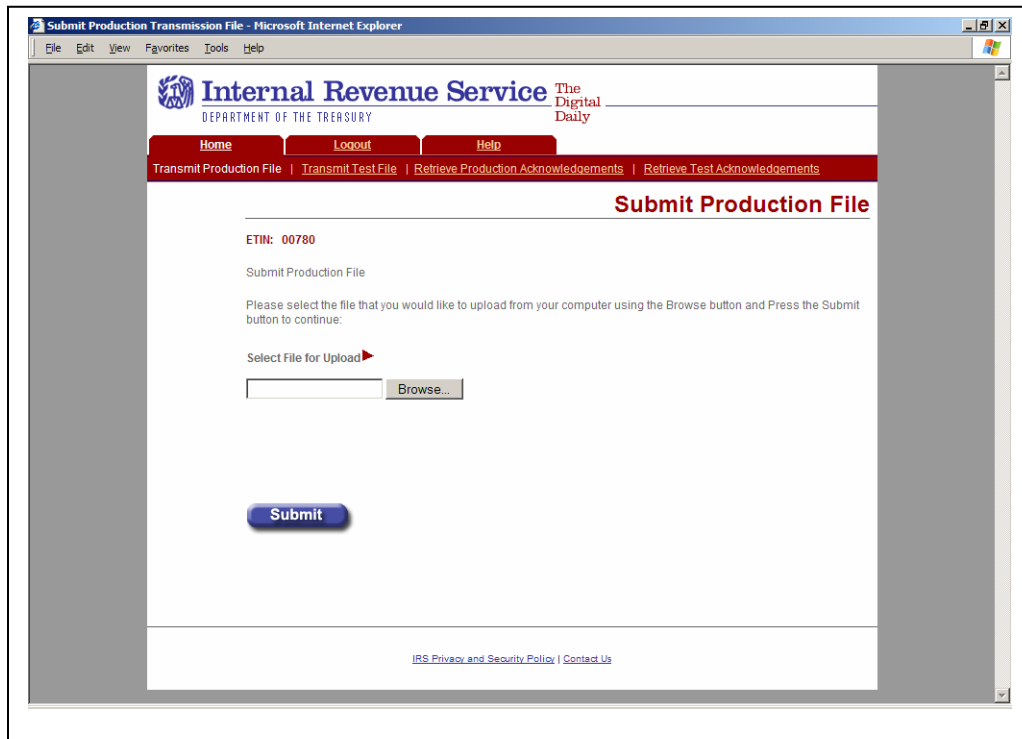 Submit Production Transmission File - Microsoft Internet Explorer
File Edit View Favorites Tools Help
Internal Revenue Service
DEPARTMENT OF THE TREASURY
The
Digital
Daily
Home Logout Help
Transmit Production File | Transmit Test File | Retrieve Production Acknowledgements | Retrieve Test Acknowledgements
Submit Production File
ETIN: 00780
Submit Production File
Please select the file that you would like to upload from your computer using the Browse button and Press the Submit
button to continue:
Select File for Upload
Browse...
Submit
IRS Privacy and Security Policy | Contact Us